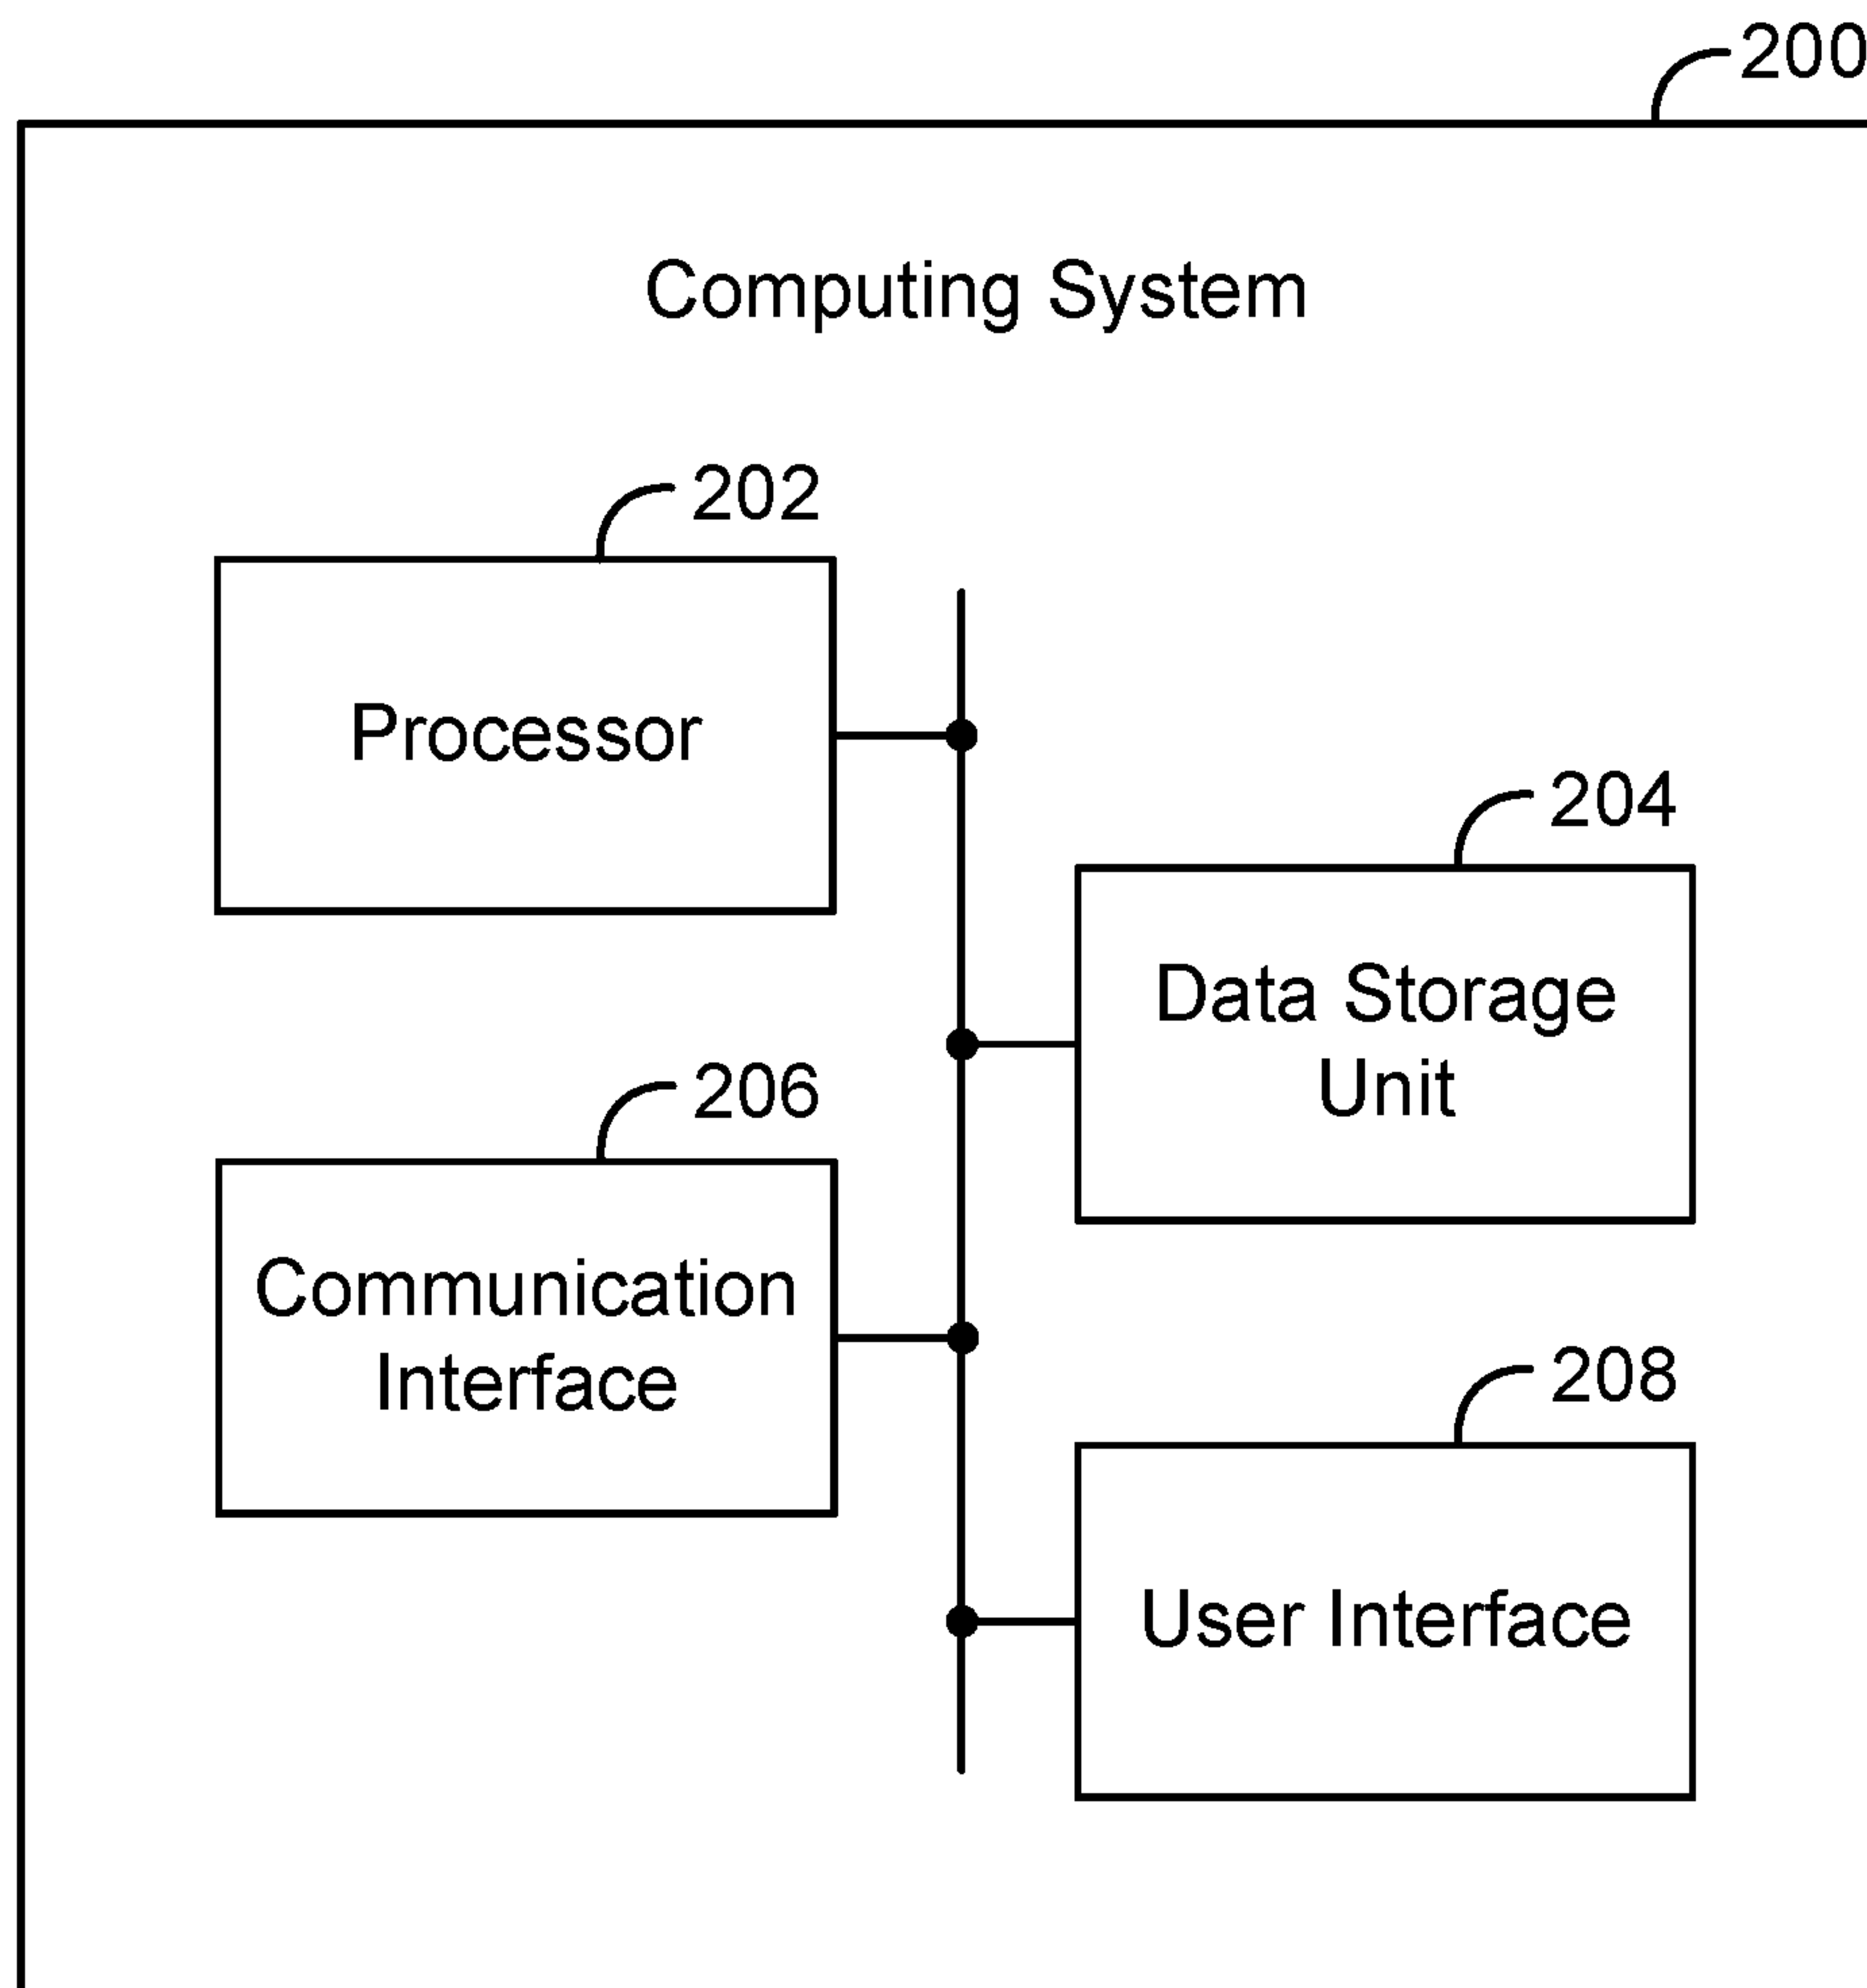 200
Computing System
202
Processor
204
Data Storage
Unit
206
Communication
Interface
208
User Interface